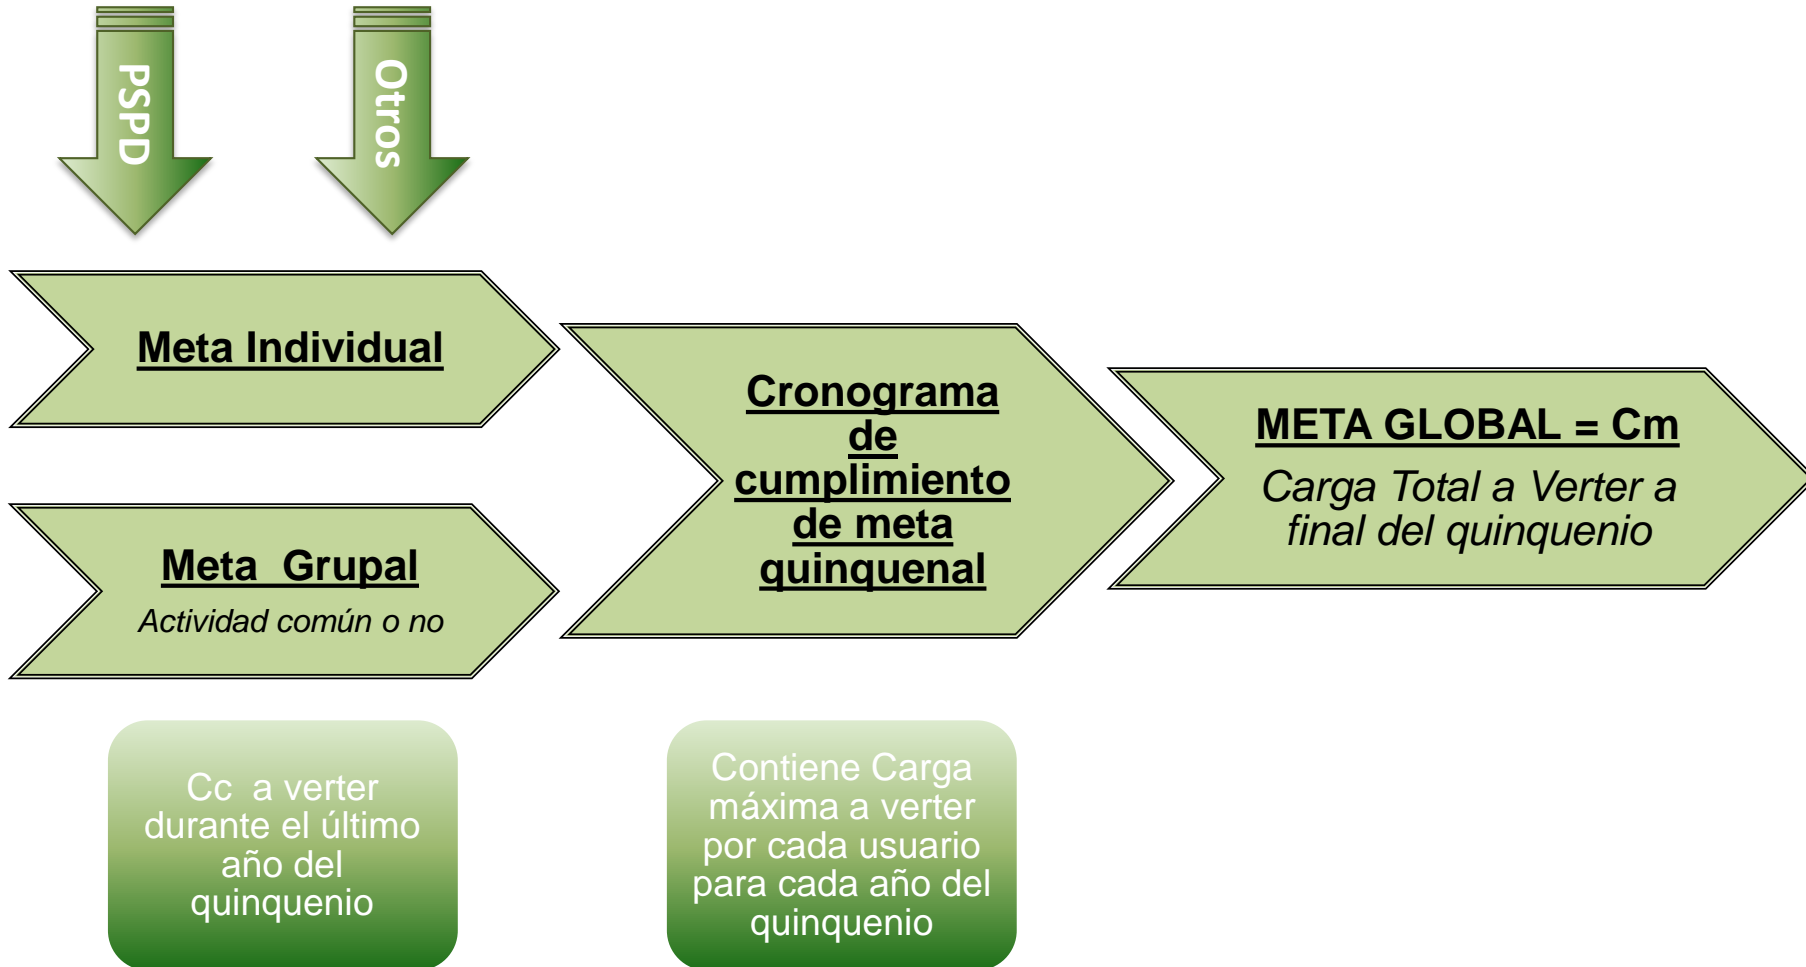 PSPD
Otros
Meta Individual
Meta  Grupal
Actividad común o no
Cronograma
de
cumplimiento
de meta
quinquenal
META GLOBAL = Cm
Carga Total a Verter a
final del quinquenio
Cc  a verter
durante el último
año del
quinquenio
Contiene Carga
máxima a verter
por cada usuario
para cada año del
quinquenio